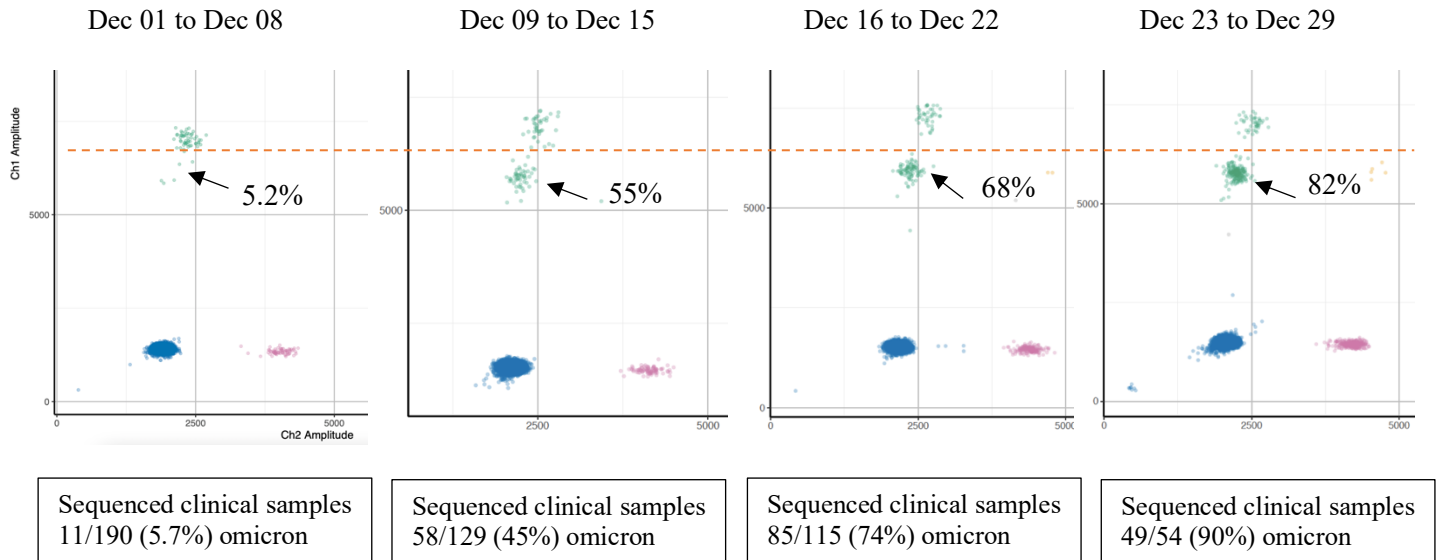 Dec 01 to Dec 08
Dec 09 to Dec 15
Dec 16 to Dec 22
Dec 23 to Dec 29
Ch1 Amplitude
5000
0
0
2500
5000
Ch2 Amplitude
5.2%
5000
2500
5000
55%
5000
0
0
2500
5000
68%
5000
0
0
2500
5000
82%
Sequenced clinical samples
11/190 (5.7%) omicron
Sequenced clinical samples
58/129 (45%) omicron
Sequenced clinical samples
85/115 (74%) omicron
Sequenced clinical samples
49/54 (90%) omicron